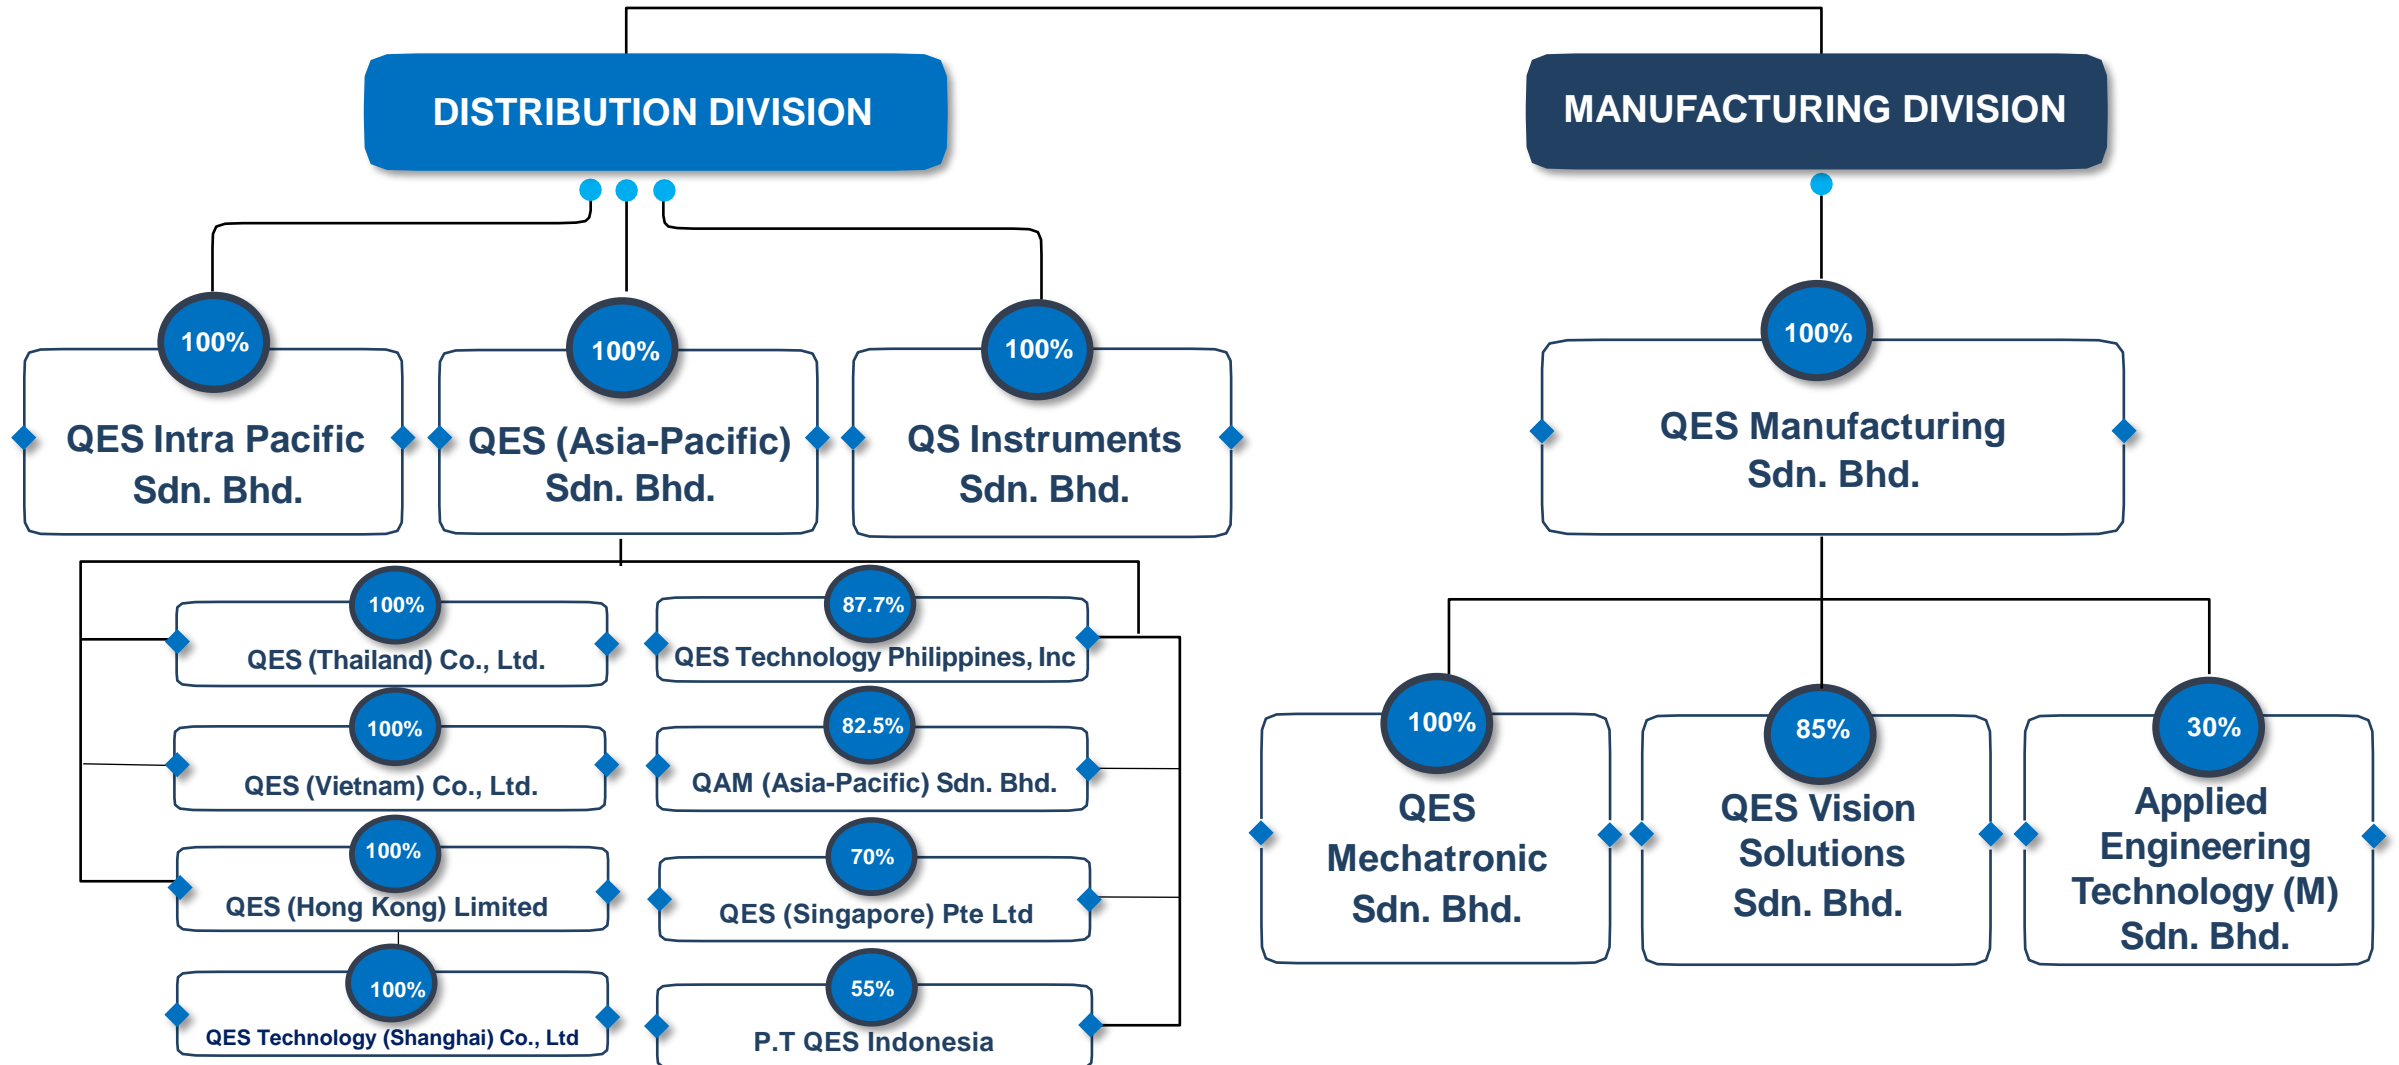 DISTRIBUTION DIVISION
MANUFACTURING DIVISION
100%
QES Intra Pacific
Sdn. Bhd.
100%
QES (Asia-Pacific)
Sdn. Bhd.
100%
QS Instruments
Sdn. Bhd.
100%
QES Manufacturing
Sdn. Bhd.
100%
QES (Thailand) Co., Ltd.
87.7%
QES Technology Philippines, Inc
100%
QES (Vietnam) Co., Ltd.
82.5%
QAM (Asia-Pacific) Sdn. Bhd.
100%
QES (Hong Kong) Limited
70%
QES (Singapore) Pte Ltd
100%
QES Technology (Shanghai) Co., Ltd
55%
P.T QES Indonesia
100%
QES
Mechatronic
Sdn. Bhd.
85%
QES Vision
Solutions
Sdn. Bhd.
30%
Applied
Engineering
Technology (M)
Sdn. Bhd.